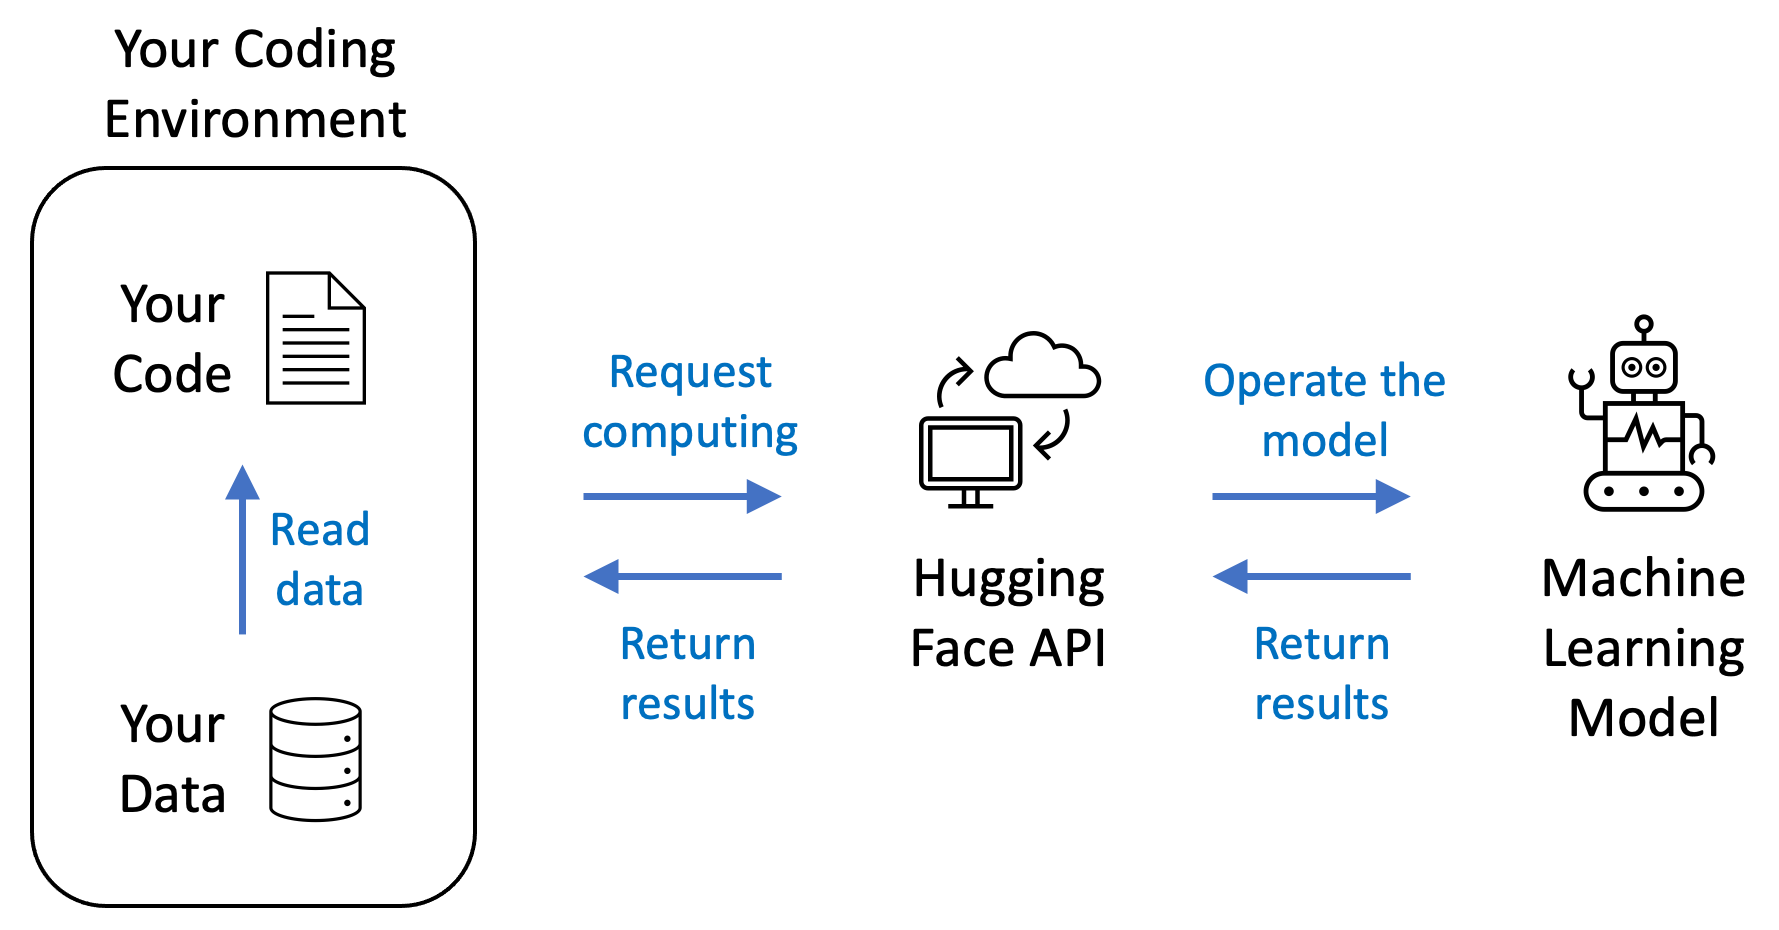 Your Coding
Environment
Your
Code
Read
data
Your
Data
Request
computing
Return
results
Hugging
Face API
Operate the
model
Return
results
Machine
Learning
Model